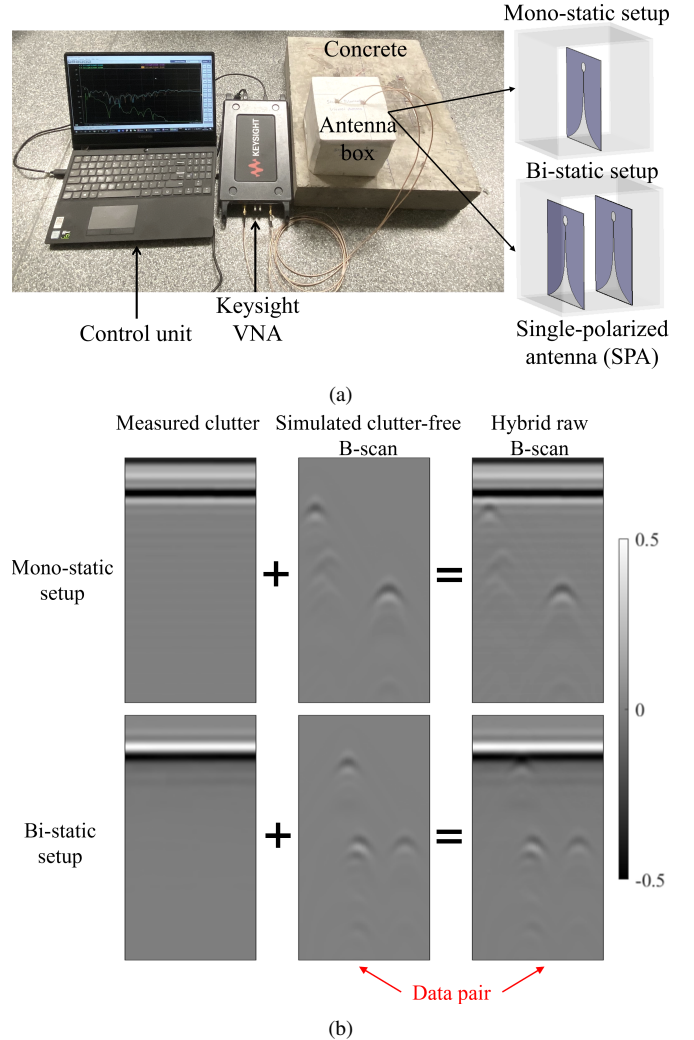 Mono-static setup
Concrete
Antenna
box
KEYSIGHT
Bi-static setup
Control unit
Keysight
VNA
Single-polarized
antenna (SPA)
(a)
Measured clutter
Simulated clutter-free
B-scan
Hybrid raw
B-scan
Mono-static
setup
+
=
0.5
0
-0.5
Bi-static
setup
+
=
Data pair
(b)